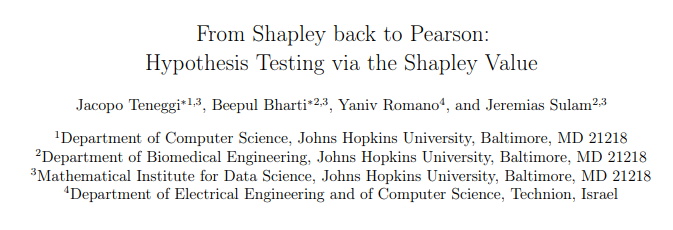 From Shapley back to Pearson:
Hypothesis Testing via the Shapley Value
Jacopo Teneggi*1,3, Beepul Bharti*2,3, Yaniv Romano4, and Jeremias Sulam2,3
1Department of Computer Science, Johns Hopkins University, Baltimore, MD 21218
2Department of Biomedical Engineering, Johns Hopkins University, Baltimore, MD 21218
3Mathematical Institute for Data Science, Johns Hopkins University, Baltimore, MD 21218
4Department of Electrical Engineering and of Computer Science, Technion, Israel